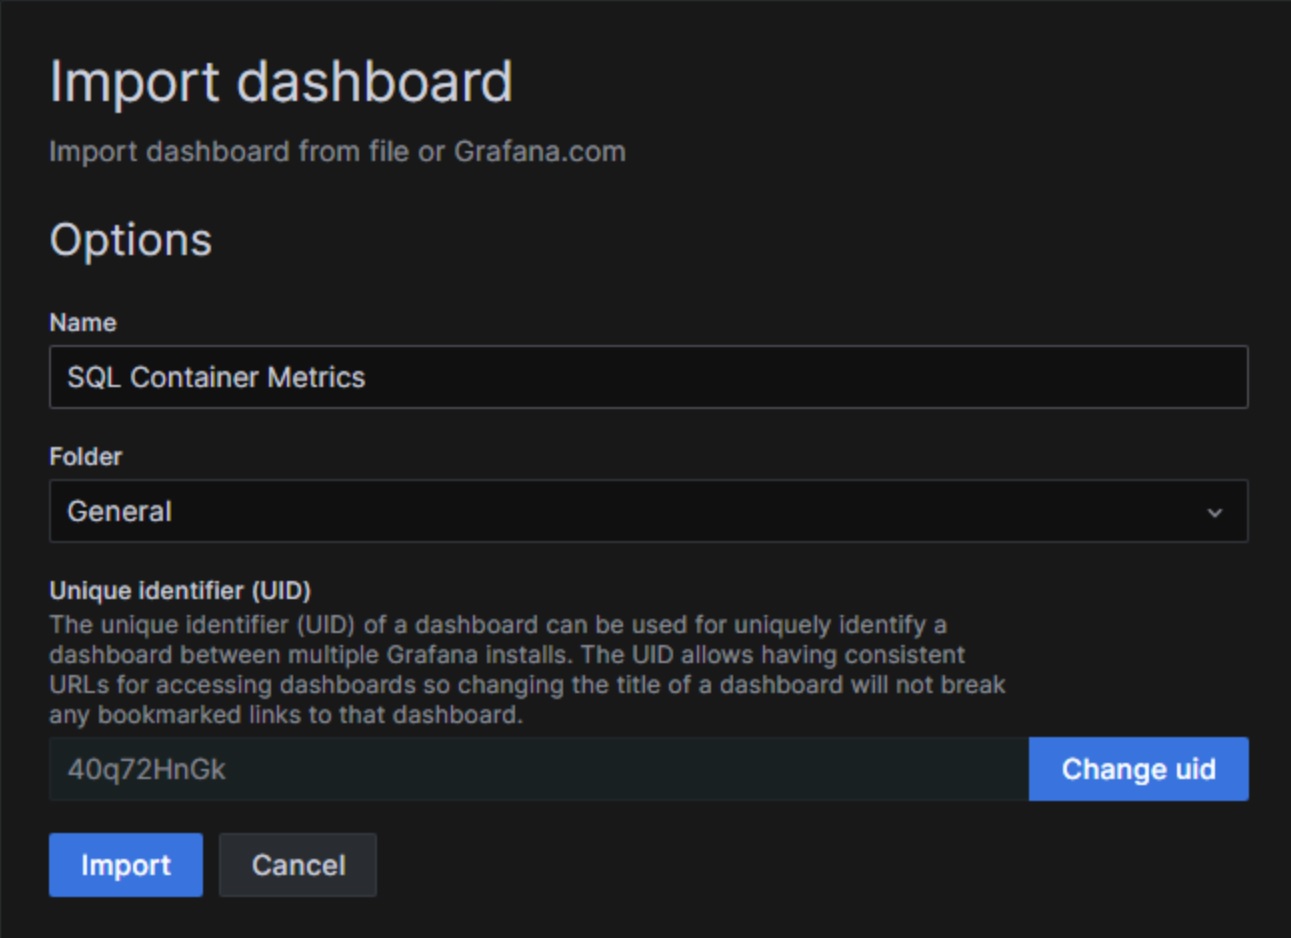 Import dashboard
Import dashboard from file or Grafana.com
Options
Name
SQL Container Metrics
Folder
General
Unique identifier (UID)
The unique identifier (UID) of a dashboard can be used for uniquely identify a
dashboard between multiple Grafana installs. The UID allows having consistent
URLs for accessing dashboards so changing the title of a dashboard will not break
any bookmarked links to that dashboard.
40q72HnGk
Change uid
Import
Cancel